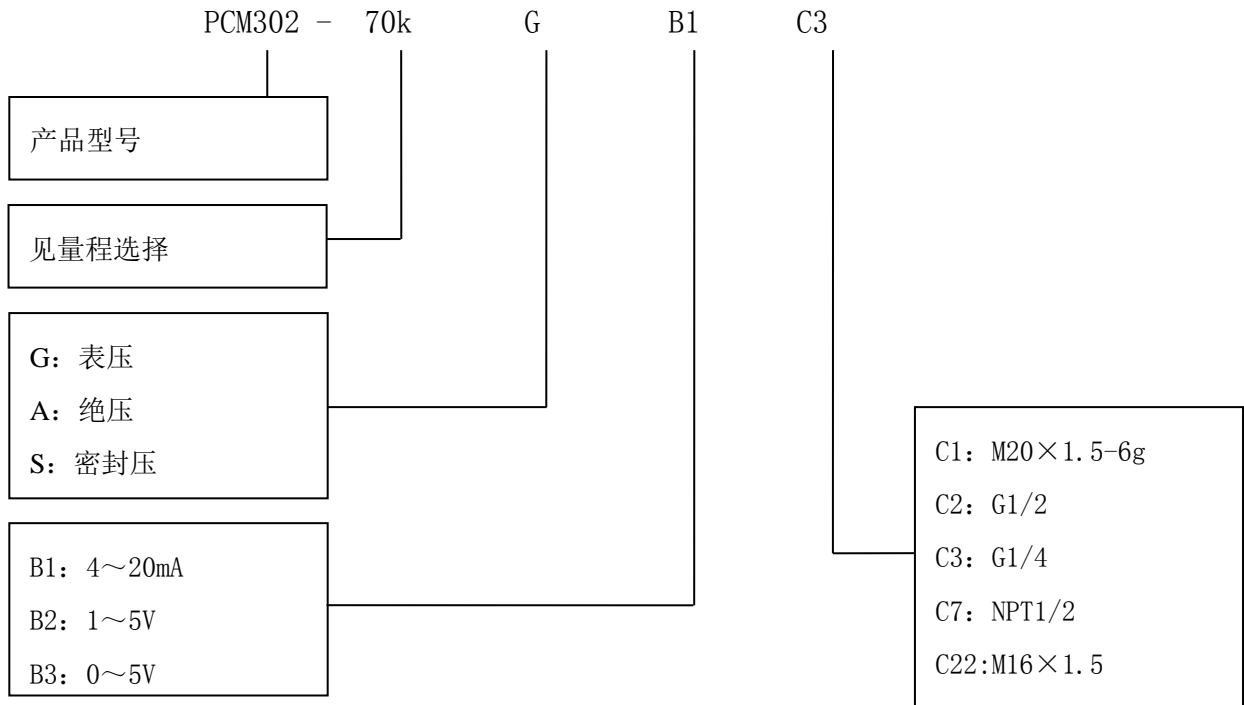 PCM302 - 70k G B1 C3
产品型号
见量程选择
G：表压
A：绝压
S：密封压
B1：4～20mA
B2：1～5V
B3：0～5V
C1：M20×1.5-6g
C2：G1/2
C3：G1/4
C7：NPT1/2
C22:M16×1.5